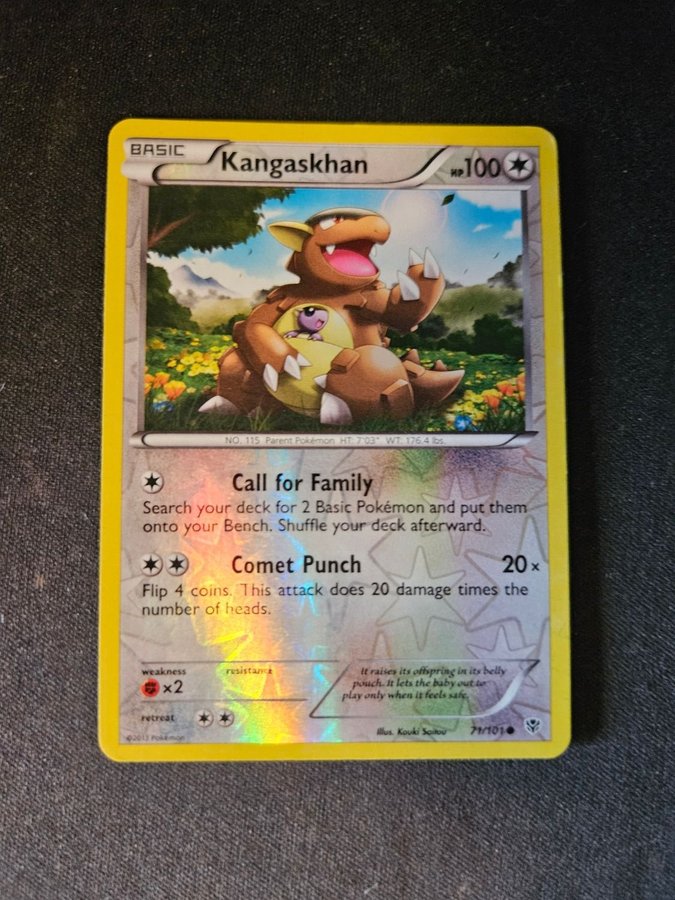 BASIC Kangaskhan HP100
NO. 115 Parent Pokémon HT: 7'03" WT: 176.4 lbs.
Call for Family
Search your deck for 2 Basic Pokémon and put them
onto your Bench. Shuffle your deck afterward.
Comet Punch 20×
Flip 4 coins. This attack does 20 damage times the
number of heads.
weakness resistance
×2
It raises its offspring in its belly
pouch. It lets the baby out to
play only when it feels safe.
retreat
Illus. Kouki Saitou 71/101
©2013 Pokémon